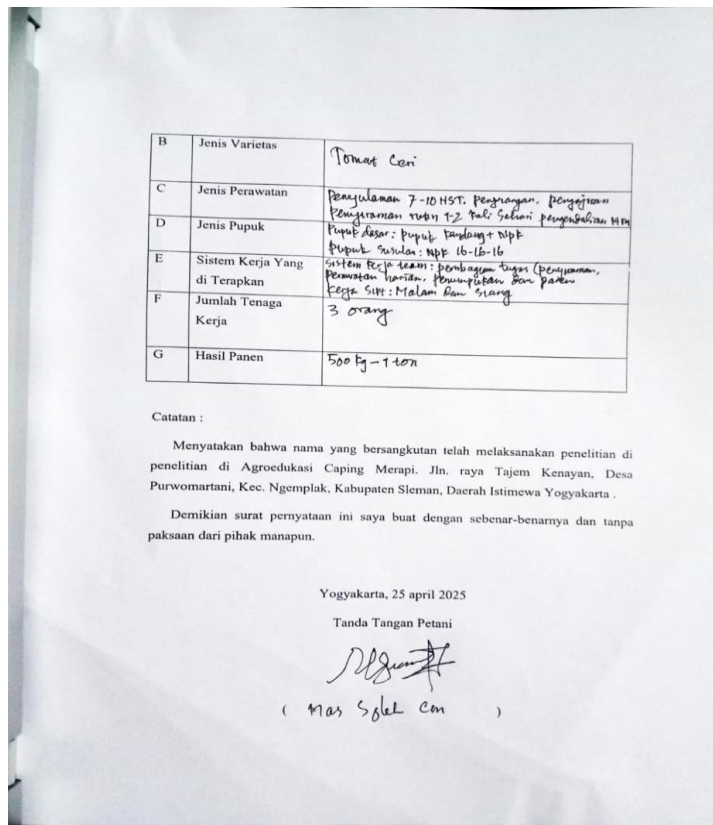 B Jenis Varietas Tomat Ceri
C Jenis Perawatan Penyulaman 7-10 HST. Penyiangan, pengajiran
Penyiraman rutin 1-2 kali Sehari pengendalian
D Jenis Pupuk Pupuk dasar : pupuk kandang + NPK
pupuk susulan : NPK 16-16-16
E Sistem Kerja Yang di Terapkan Sistem kerja team : pembagian tugas (penyiraman,
Perawatan harian, dan panen
kerja Sift : Malam dan Siang
F Jumlah Tenaga Kerja 3 orang
G Hasil Panen 500 kg – 1 ton
Catatan :
Menyatakan bahwa nama yang bersangkutan telah melaksanakan penelitian di
penelitian di Agroedukasi Caping Merapi. Jln. raya Tajem Kenayan, Desa
Purwomartani, Kec. Ngemplak, Kabupaten Sleman, Daerah Istimewa Yogyakarta .
Demikian surat pernyataan ini saya buat dengan sebenar-benarnya dan tanpa
paksaan dari pihak manapun.
Yogyakarta, 25 april 2025
Tanda Tangan Petani
( Mas )